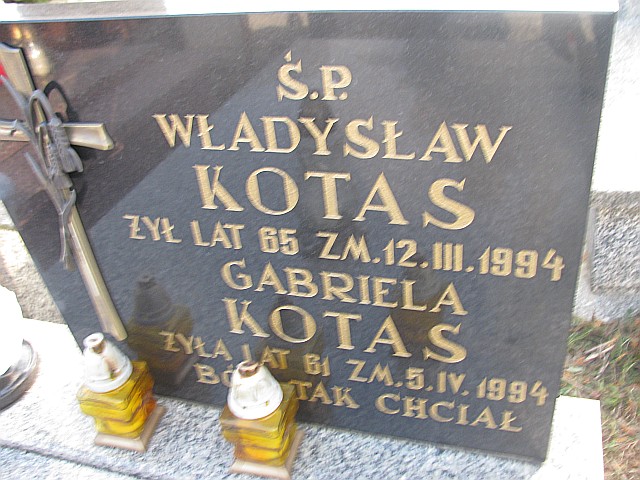 Ś.P.
WŁADYSŁAW
KOTAS
ŻYŁ LAT 65 ZM. 12.III.1994
GABRIELA
KOTAS
ŻYŁA LAT 61 ZM. 5.IV.1994
TAK CHCIAŁ